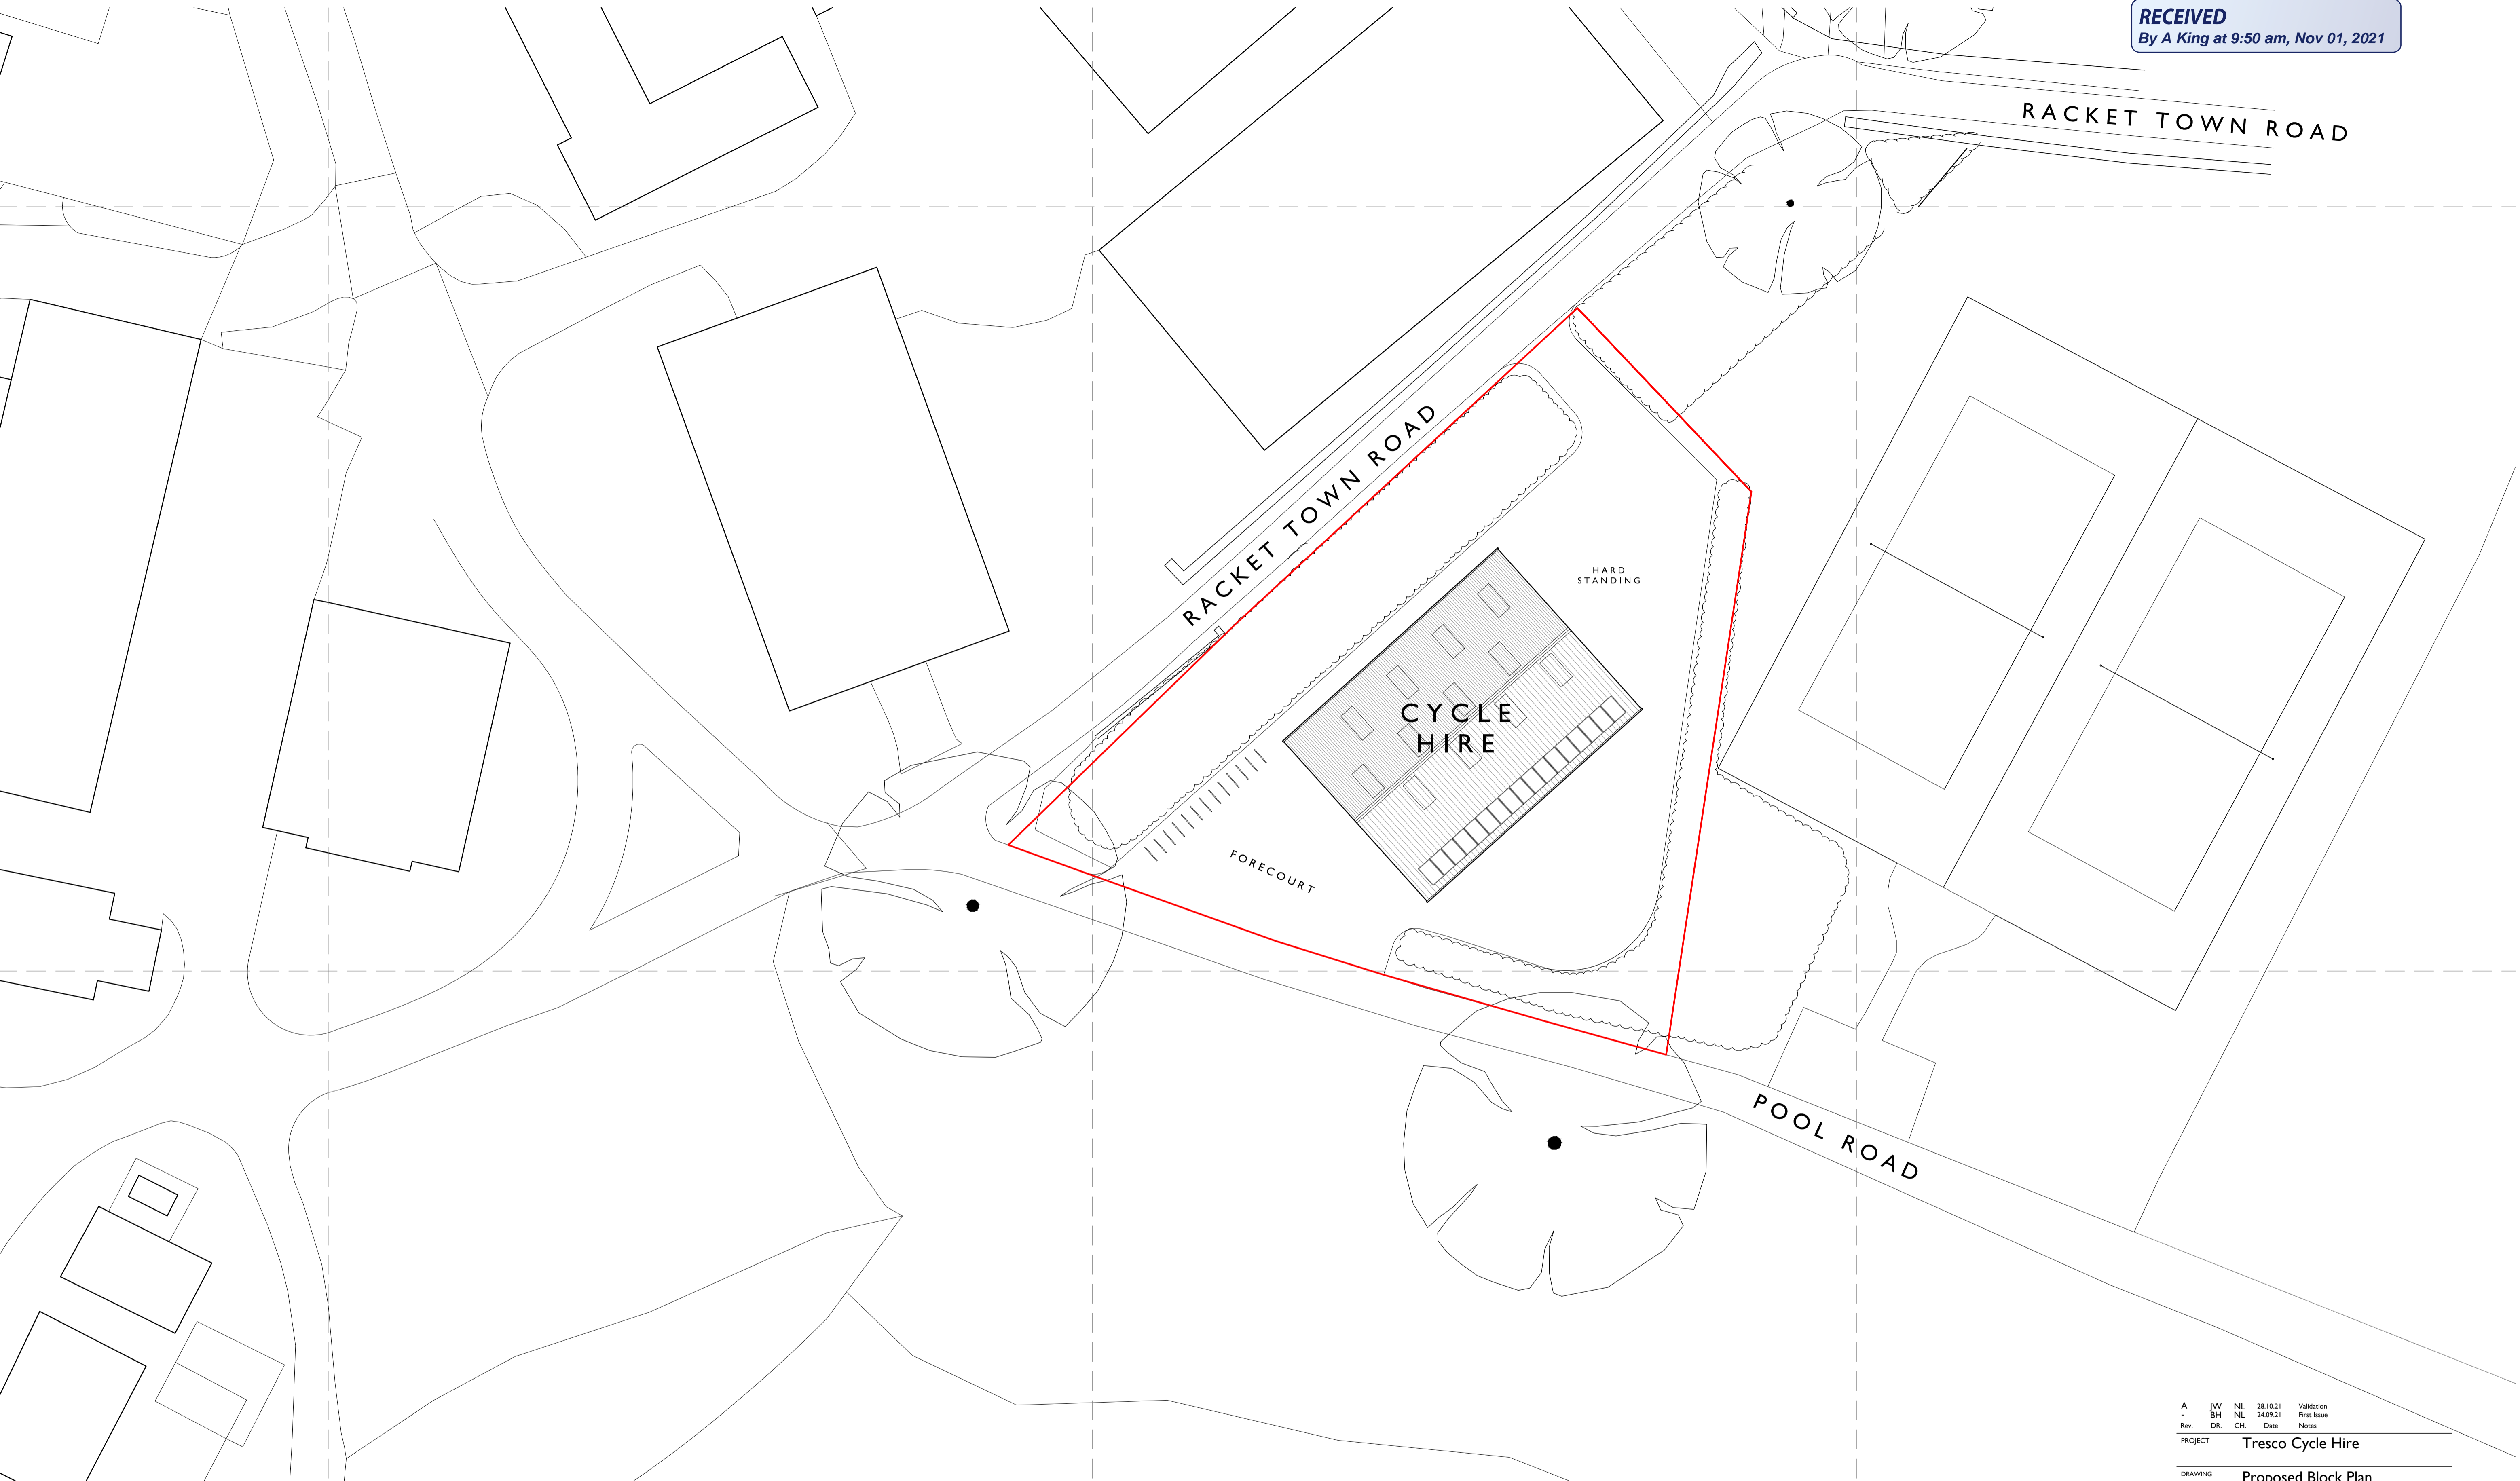 RECEIVED
By A King at 9:50 am, Nov 01, 2021
RACKET TOWN ROAD
RACKET TOWN ROAD
HARD
STANDING
CYCLE
HIRE
FORECOURT
POOL ROAD
A JW NL 28.10.21 Validation
- BH NL 24.09.21 First Issue
Rev. DR. CH. Date Notes
PROJECT Tresco Cycle Hire
DRAWING Proposed Block Plan